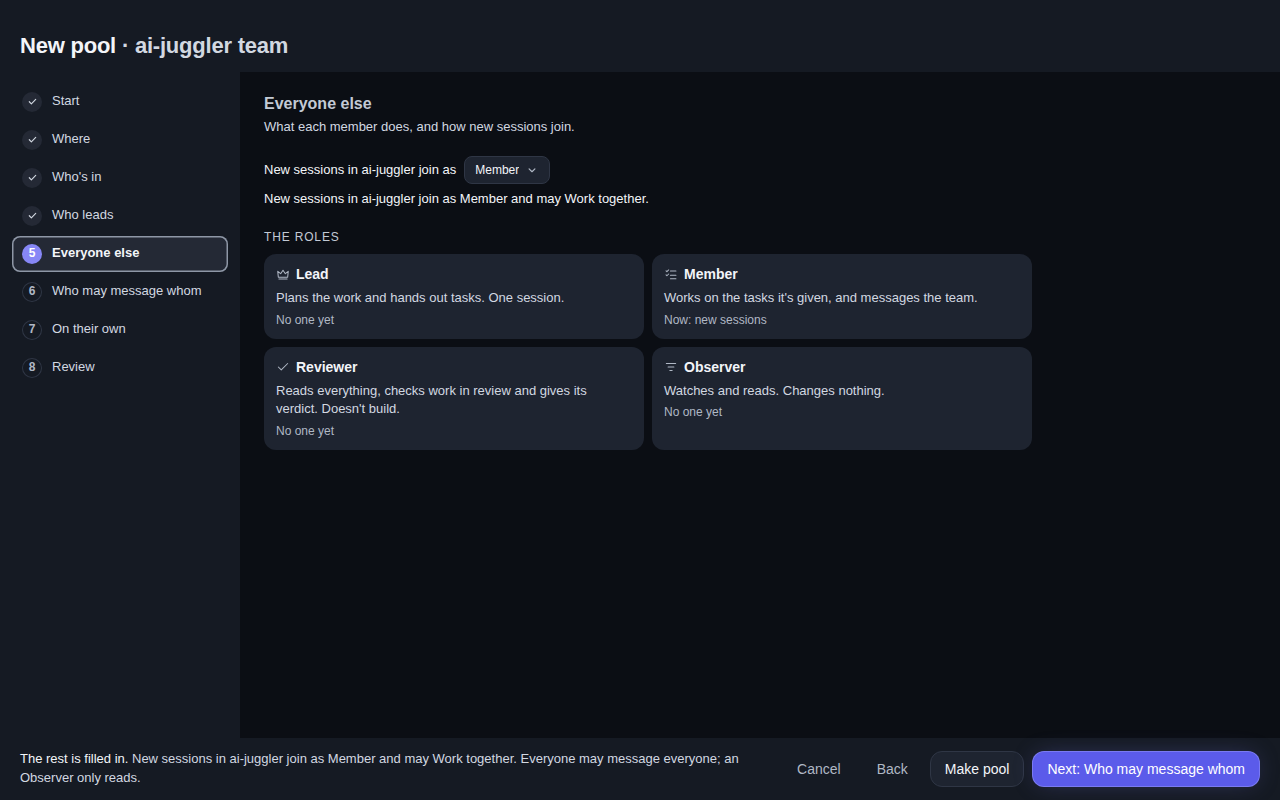 New pool · ai-juggler team
Start
Where
Who's in
Who leads
5 Everyone else
6 Who may message whom
7 On their own
8 Review
Everyone else
What each member does, and how new sessions join.
New sessions in ai-juggler join as Member
New sessions in ai-juggler join as Member and may Work together.
THE ROLES
Lead
Plans the work and hands out tasks. One session.
No one yet
Member
Works on the tasks it's given, and messages the team.
Now: new sessions
Reviewer
Reads everything, checks work in review and gives its
verdict. Doesn't build.
No one yet
Observer
Watches and reads. Changes nothing.
No one yet
The rest is filled in. New sessions in ai-juggler join as Member and may Work together. Everyone may message everyone; an
Observer only reads.
Cancel
Back
Make pool
Next: Who may message whom